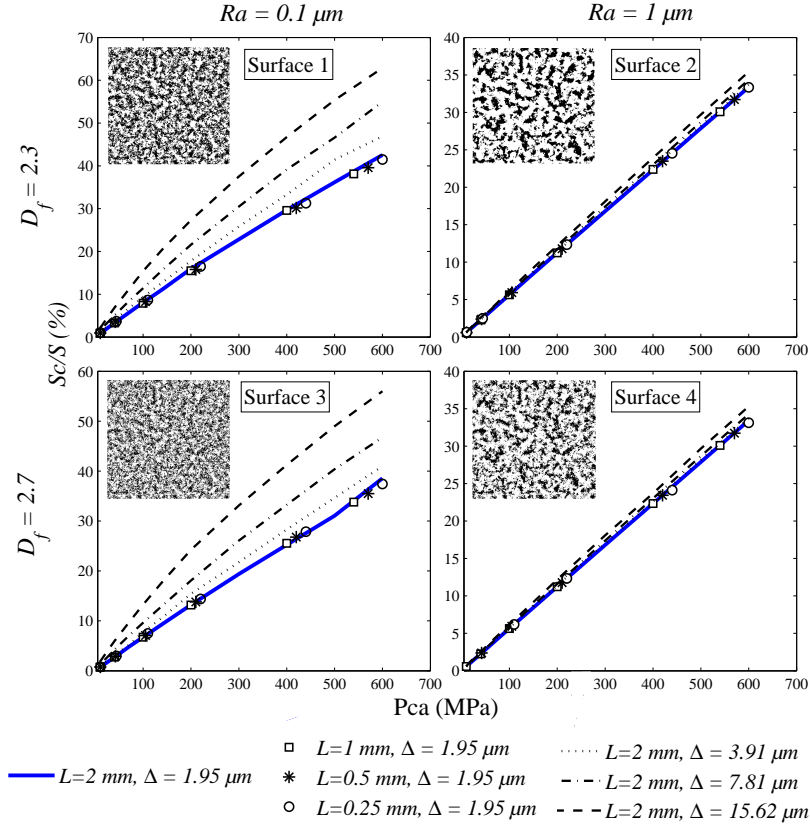 Ra = 0.1 μm
Ra = 1 μm
D_f = 2.3
Sc/S (%)
D_f = 2.7
Surface 1
70
60
50
40
30
20
10
0
100 200 300 400 500 600 700
Surface 2
40
35
30
25
20
15
10
5
0
100 200 300 400 500 600 700
Surface 3
60
50
40
30
20
10
0
100 200 300 400 500 600 700
Surface 4
40
35
30
25
20
15
10
5
0
100 200 300 400 500 600 700
Pca (MPa)
L=2 mm, Δ = 1.95 μm
L=1 mm, Δ = 1.95 μm
L=0.5 mm, Δ = 1.95 μm
L=0.25 mm, Δ = 1.95 μm
L=2 mm, Δ = 3.91 μm
L=2 mm, Δ = 7.81 μm
L=2 mm, Δ = 15.62 μm